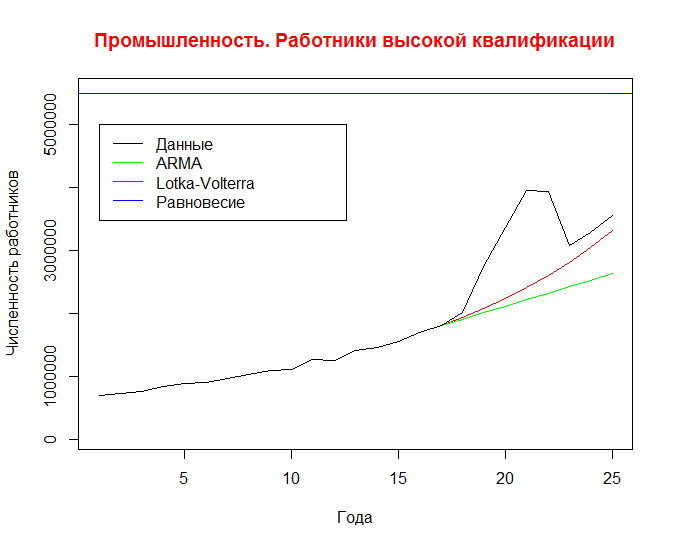 Промышленность. Работники высокой квалификации
Численность работников
5000000
3000000
1000000
0
Данные
ARMA
Lotka-Volterra
Равновесие
5 10 15 20 25
Года